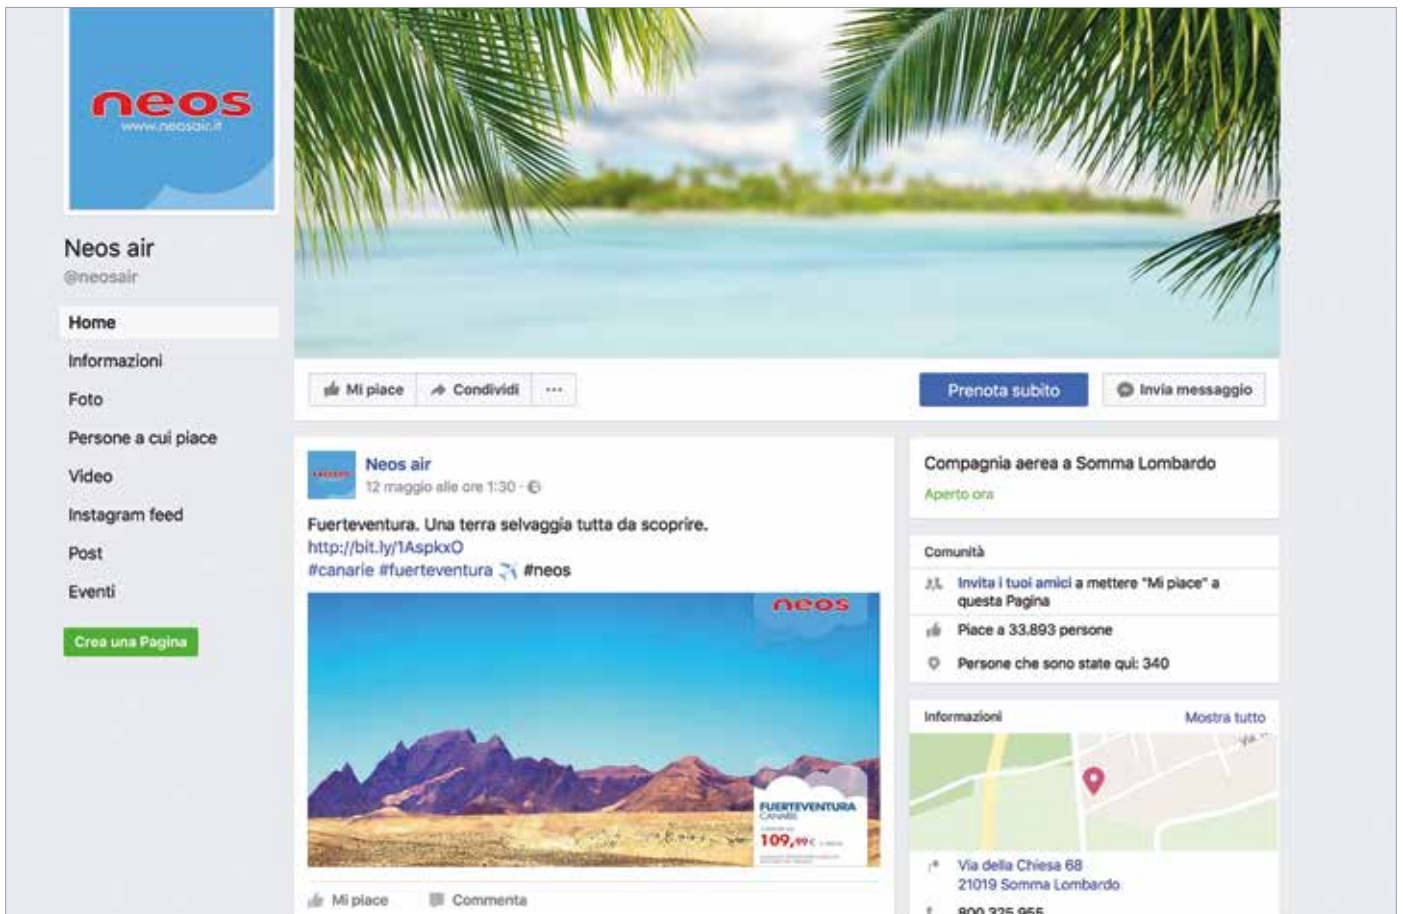 neos
www.neosair.it
Neos air
@neosair
Home
Informazioni
Foto
Persone a cui piace
Video
Instagram feed
Post
Eventi
Crea una Pagina
Mi piace
Condividi
...
Prenota subito
Invia messaggio
Neos air
12 maggio alle ore 1:30 ·
Fuerteventura. Una terra selvaggia tutta da scoprire.
http://bit.ly/1AspkxO
#canarie #fuerteventura #neos
neos
FUERTEVENTURA
CANARIE
109,99€
Mi piace
Commenta
Compagnia aerea a Somma Lombardo
Aperto ora
Comunità
Invita i tuoi amici a mettere "Mi piace" a
questa Pagina
Piace a 33.893 persone
Persone che sono state qui: 340
Informazioni
Mostra tutto
Via della Chiesa 68
21019 Somma Lombardo
800 325 955